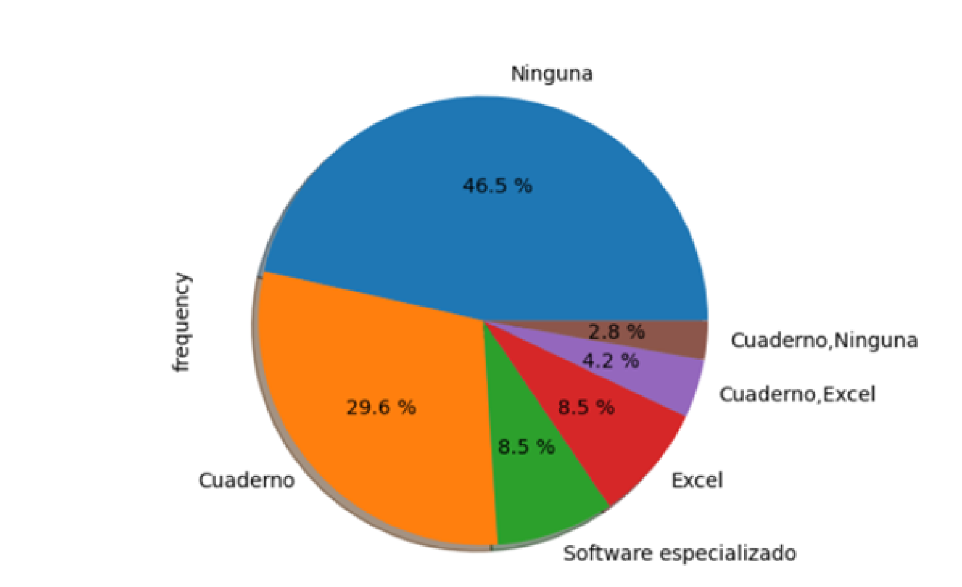 Ninguna
46.5 %
frequency
2.8 %
Cuaderno,Ninguna
4.2 %
Cuaderno,Excel
29.6 %
8.5 %
8.5 %
Cuaderno
Excel
Software especializado